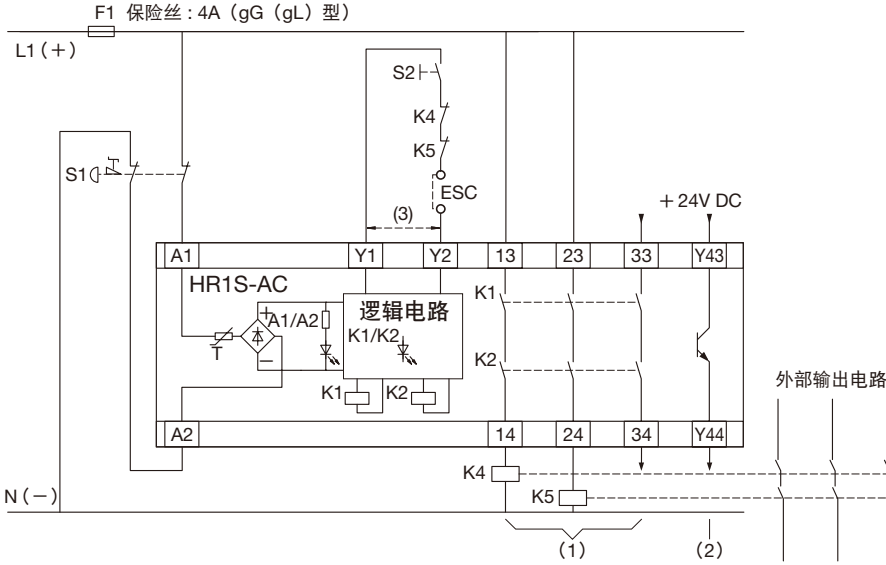 F1 保险丝 : 4A（gG（gL）型）
L1（＋）
S2
K4
K5
S1
ESC
(3)
＋24V DC
A1 Y1 Y2 13 23 33 Y43
HR1S-AC
K1
逻辑电路
＋
A1/A2
K1/K2
T
－
K2
K1 K2
外部输出电路
A2 14 24 34 Y44
K4
N（－）
K5
（1） （2）